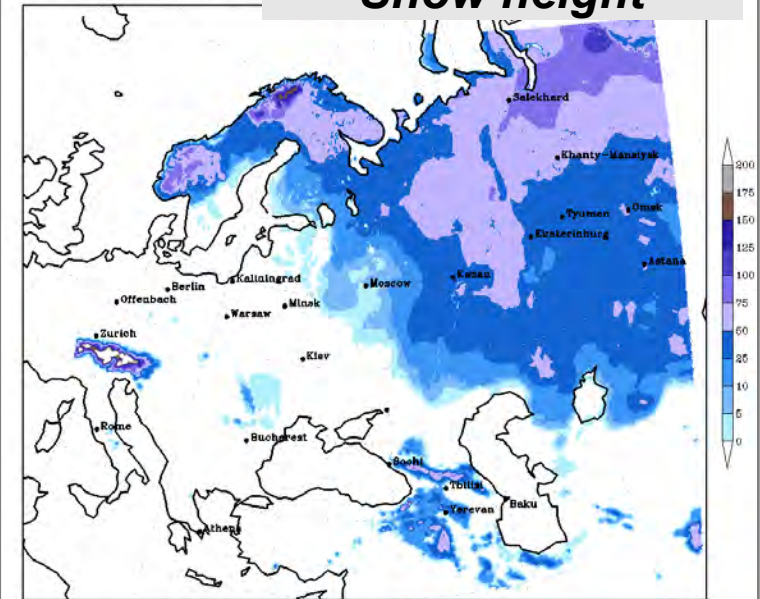 Snow height
Salekhard
Khanty-Mansiysk
Omsk
Tyumen
Ekaterinburg
Astana
Kazan
Moscow
Kaliningrad
Berlin
Offenbach
Minsk
Warsaw
Zurich
Kiev
Rome
Bucharest
Sochi
Tbilisi
Yerevan
Baku
Athens
200
175
150
125
100
75
50
25
10
5
0